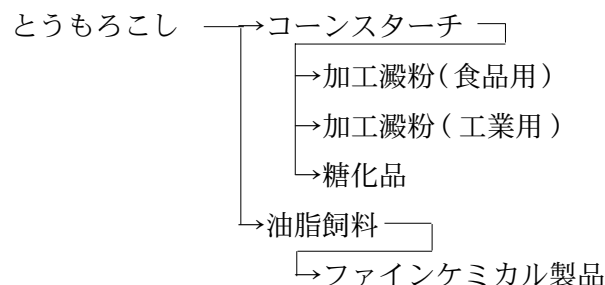 とうもろこし →コーンスターチ
→加工澱粉(食品用)
→加工澱粉(工業用)
→糖化品
→油脂飼料
→ファインケミカル製品